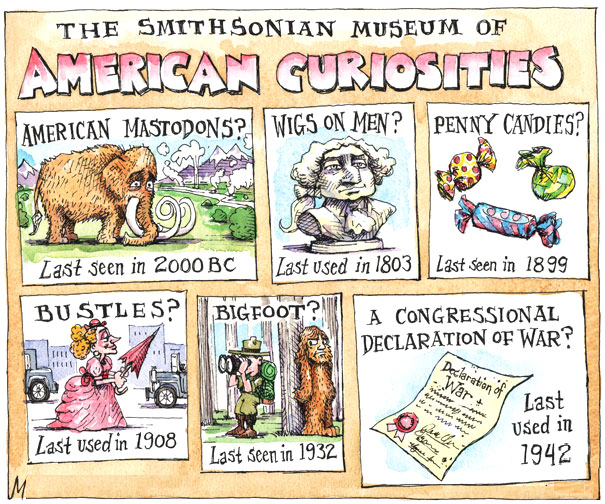 THE SMITHSONIAN MUSEUM OF
AMERICAN CURIOSITIES
AMERICAN MASTODONS?
Last seen in 2000 BC
WIGS ON MEN?
Last used in 1803
PENNY CANDIES?
Last seen in 1899
BUSTLES?
Last used in 1908
BIGFOOT?
Last seen in 1932
A CONGRESSIONAL
DECLARATION OF WAR?
Declaration of
War
Last
used in
1942
M